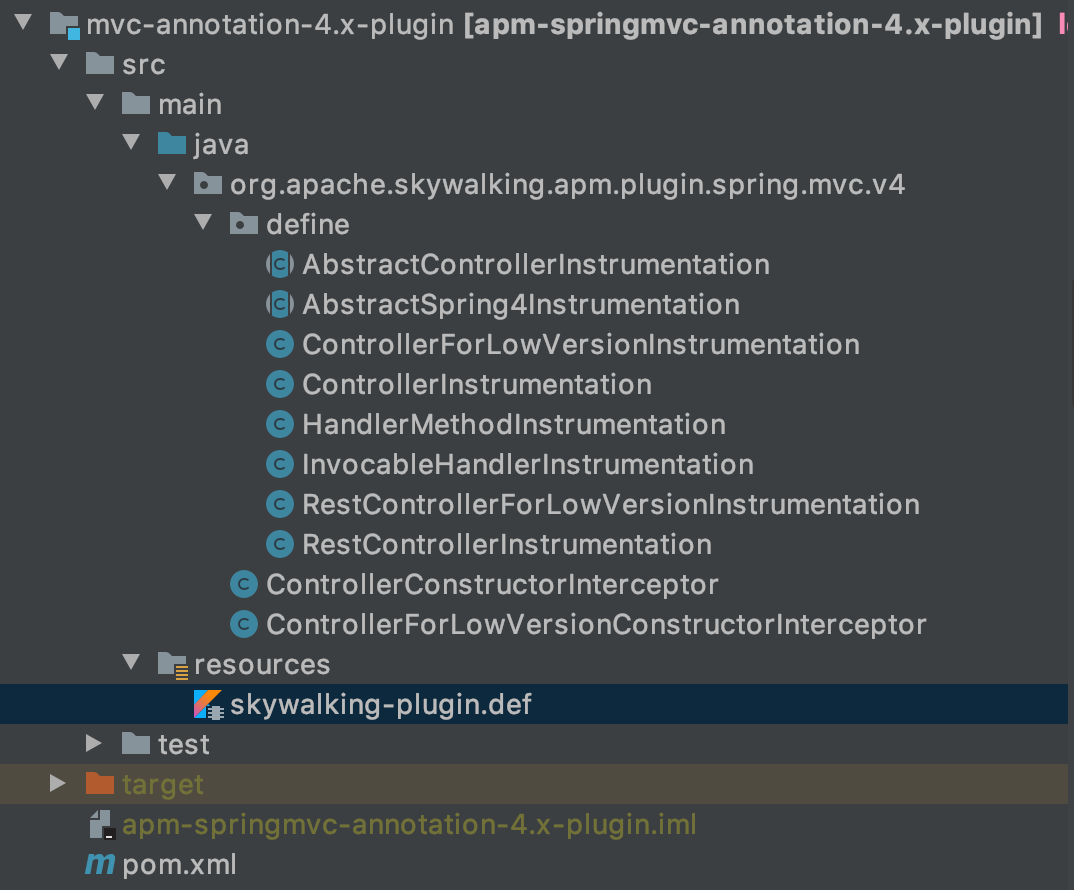 mvc-annotation-4.x-plugin [apm-springmvc-annotation-4.x-plugin]
src
main
java
org.apache.skywalking.apm.plugin.spring.mvc.v4
define
AbstractControllerInstrumentation
AbstractSpring4Instrumentation
ControllerForLowVersionInstrumentation
ControllerInstrumentation
HandlerMethodInstrumentation
InvocableHandlerInstrumentation
RestControllerForLowVersionInstrumentation
RestControllerInstrumentation
ControllerConstructorInterceptor
ControllerForLowVersionConstructorInterceptor
resources
skywalking-plugin.def
test
target
apm-springmvc-annotation-4.x-plugin.iml
pom.xml